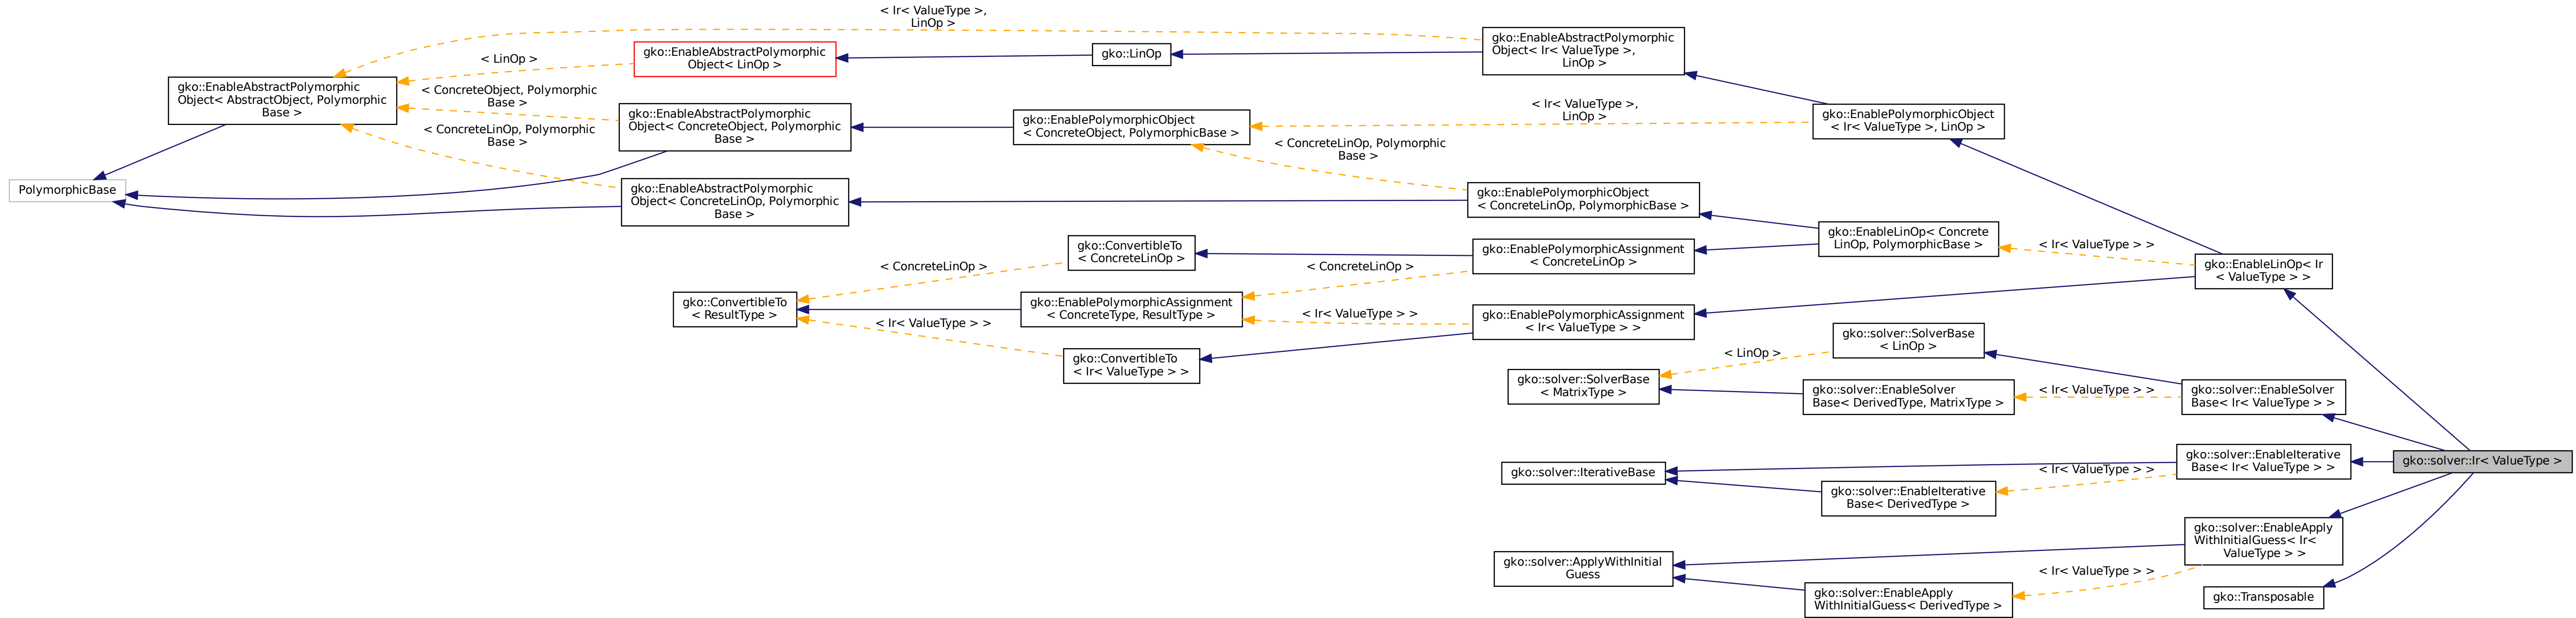 PolymorphicBase
gko::EnableAbstractPolymorphic
Object< AbstractObject, Polymorphic
Base >
< Ir< ValueType >,
LinOp >
< LinOp >
< ConcreteObject, Polymorphic
Base >
< ConcreteLinOp, Polymorphic
Base >
gko::EnableAbstractPolymorphic
Object< LinOp >
gko::EnableAbstractPolymorphic
Object< ConcreteObject, Polymorphic
Base >
gko::EnableAbstractPolymorphic
Object< ConcreteLinOp, Polymorphic
Base >
gko::LinOp
gko::EnablePolymorphicObject
< ConcreteObject, PolymorphicBase >
gko::EnableAbstractPolymorphic
Object< Ir< ValueType >,
LinOp >
< Ir< ValueType >,
LinOp >
< ConcreteLinOp, Polymorphic
Base >
gko::EnablePolymorphicObject
< Ir< ValueType >, LinOp >
gko::EnablePolymorphicObject
< ConcreteLinOp, PolymorphicBase >
gko::EnableLinOp< Concrete
LinOp, PolymorphicBase >
< Ir< ValueType > >
gko::EnableLinOp< Ir
< ValueType > >
gko::ConvertibleTo
< ResultType >
< ConcreteLinOp >
< Ir< ValueType > >
gko::ConvertibleTo
< ConcreteLinOp >
gko::EnablePolymorphicAssignment
< ConcreteType, ResultType >
gko::ConvertibleTo
< Ir< ValueType > >
< ConcreteLinOp >
< Ir< ValueType > >
gko::EnablePolymorphicAssignment
< ConcreteLinOp >
gko::EnablePolymorphicAssignment
< Ir< ValueType > >
gko::solver::SolverBase
< MatrixType >
< LinOp >
gko::solver::SolverBase
< LinOp >
gko::solver::EnableSolver
Base< DerivedType, MatrixType >
< Ir< ValueType > >
gko::solver::EnableSolver
Base< Ir< ValueType > >
gko::solver::IterativeBase
gko::solver::EnableIterative
Base< DerivedType >
< Ir< ValueType > >
gko::solver::EnableIterative
Base< Ir< ValueType > >
gko::solver::Ir< ValueType >
gko::solver::ApplyWithInitial
Guess
gko::solver::EnableApply
WithInitialGuess< DerivedType >
< Ir< ValueType > >
gko::solver::EnableApply
WithInitialGuess< Ir<
ValueType > >
gko::Transposable